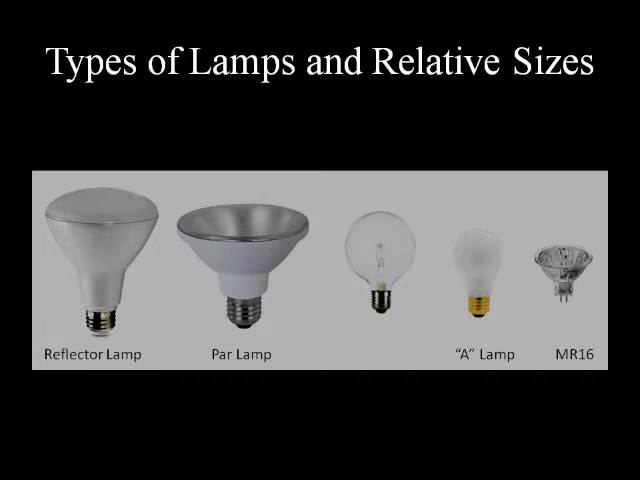 Types of Lamps and Relative Sizes
Reflector Lamp
Par Lamp
“A” Lamp
MR16